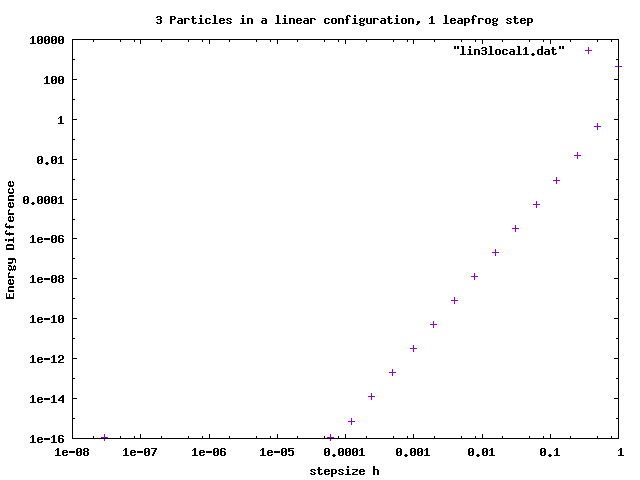 3 Particles in a linear configuration, 1 leapfrog step
"lin3local1.dat"
10000
100
1
0.01
0.0001
1e-06
1e-08
1e-10
1e-12
1e-14
1e-16
Energy Difference
1e-08 1e-07 1e-06 1e-05 0.0001 0.001 0.01 0.1 1
stepsize h